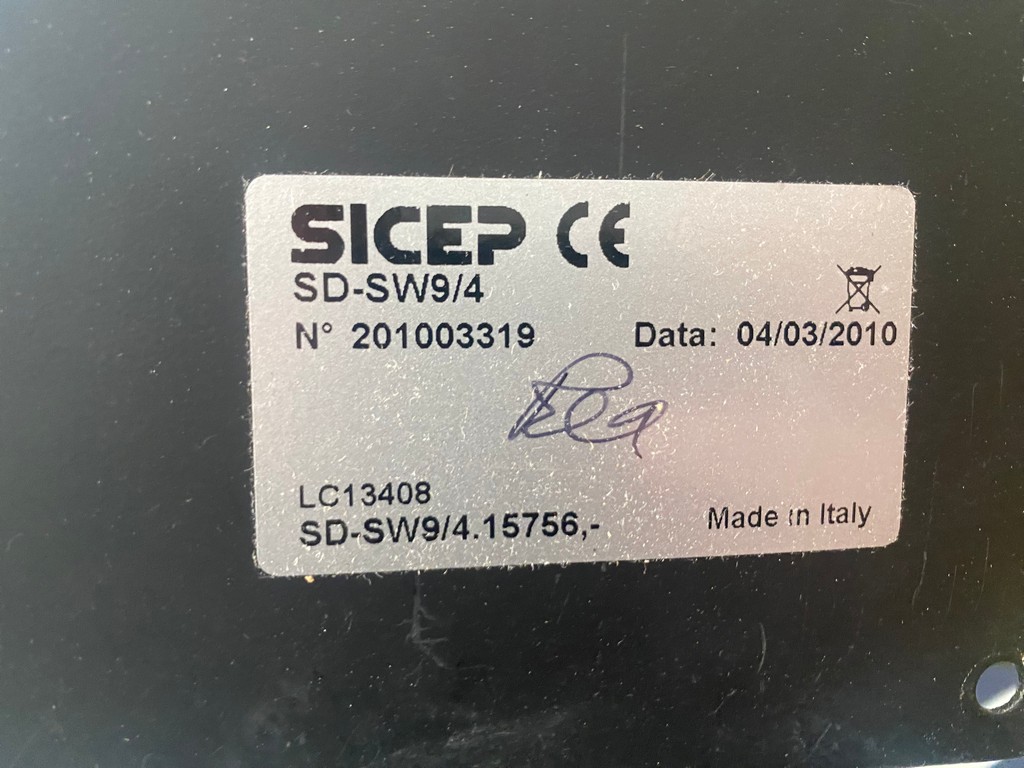 SICEP CE
SD-SW9/4
N° 201003319 Data: 04/03/2010
LC13408
SD-SW9/4.15756,-
Made in Italy